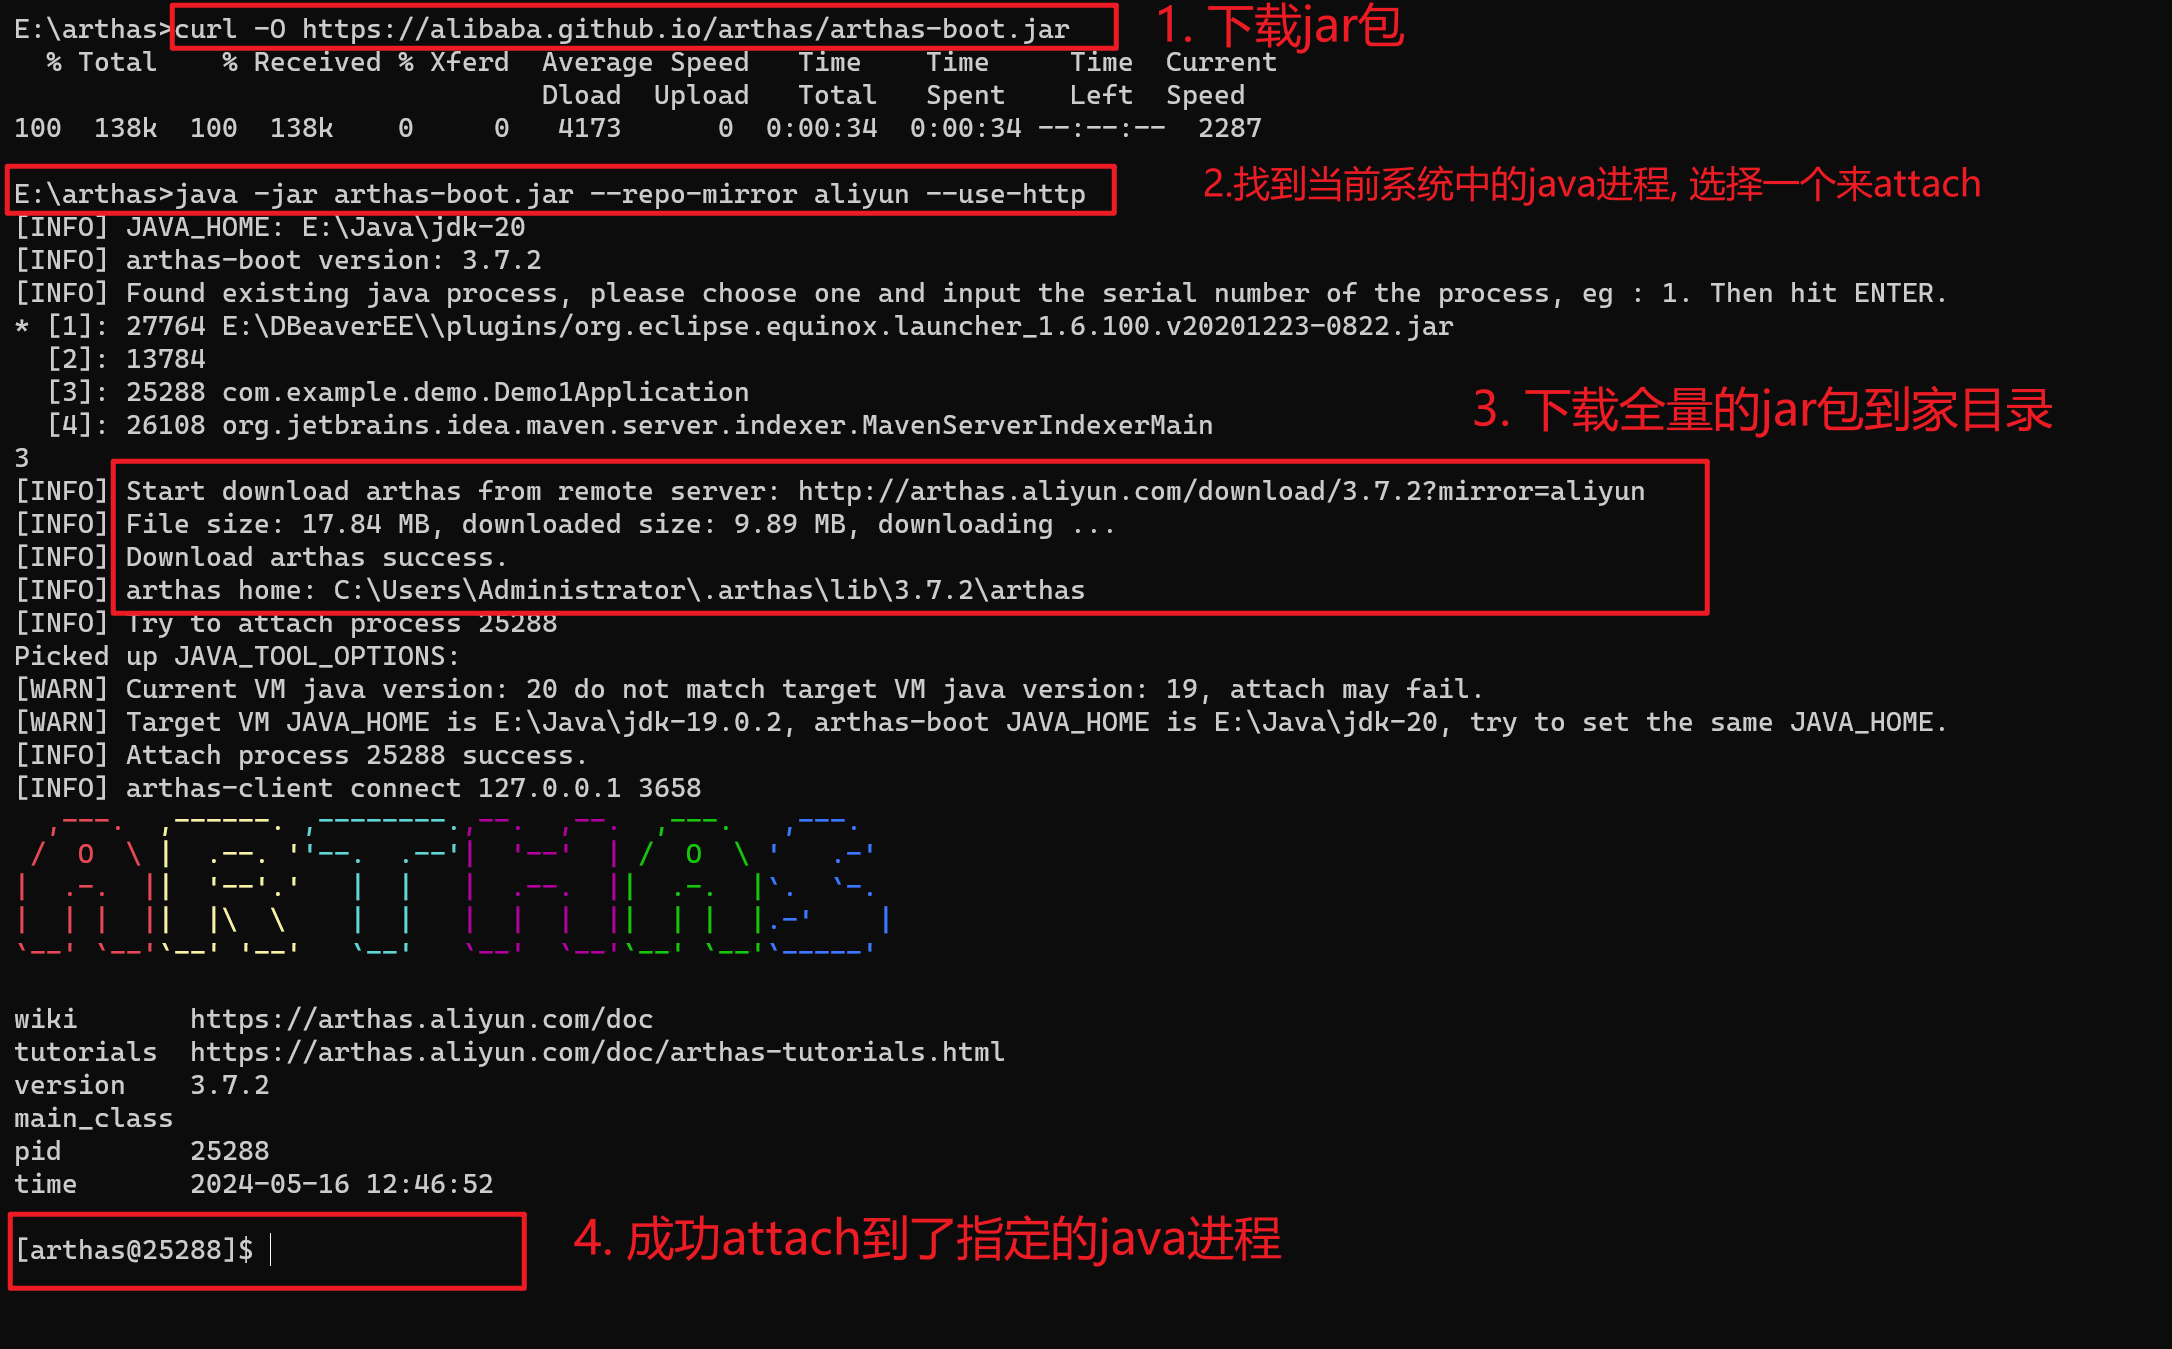 E:\arthas>curl -O https://alibaba.github.io/arthas/arthas-boot.jar
1. 下载jar包
% Total % Received % Xferd Average Speed Time Time Time Current
Dload Upload Total Spent Left Speed
100 138k 100 138k 0 0 4173 0 0:00:34 0:00:34 --:--:-- 2287
E:\arthas>java -jar arthas-boot.jar --repo-mirror aliyun --use-http
2.找到当前系统中的java进程, 选择一个来attach
[INFO] JAVA_HOME: E:\Java\jdk-20
[INFO] arthas-boot version: 3.7.2
[INFO] Found existing java process, please choose one and input the serial number of the process, eg : 1. Then hit ENTER.
* [1]: 27764 E:\DBeaverEE\\plugins/org.eclipse.equinox.launcher_1.6.100.v20201223-0822.jar
[2]: 13784
[3]: 25288 com.example.demo.Demo1Application
[4]: 26108 org.jetbrains.idea.maven.server.indexer.MavenServerIndexerMain
3. 下载全量的jar包到家目录
3
[INFO] Start download arthas from remote server: http://arthas.aliyun.com/download/3.7.2?mirror=aliyun
[INFO] File size: 17.84 MB, downloaded size: 9.89 MB, downloading ...
[INFO] Download arthas success.
[INFO] arthas home: C:\Users\Administrator\.arthas\lib\3.7.2\arthas
[INFO] Try to attach process 25288
Picked up JAVA_TOOL_OPTIONS:
[WARN] Current VM java version: 20 do not match target VM java version: 19, attach may fail.
[WARN] Target VM JAVA_HOME is E:\Java\jdk-19.0.2, arthas-boot JAVA_HOME is E:\Java\jdk-20, try to set the same JAVA_HOME.
[INFO] Attach process 25288 success.
[INFO] arthas-client connect 127.0.0.1 3658
ARTHAS
wiki https://arthas.aliyun.com/doc
tutorials https://arthas.aliyun.com/doc/arthas-tutorials.html
version 3.7.2
main_class
pid 25288
time 2024-05-16 12:46:52
[arthas@25288]$
4. 成功attach到了指定的java进程